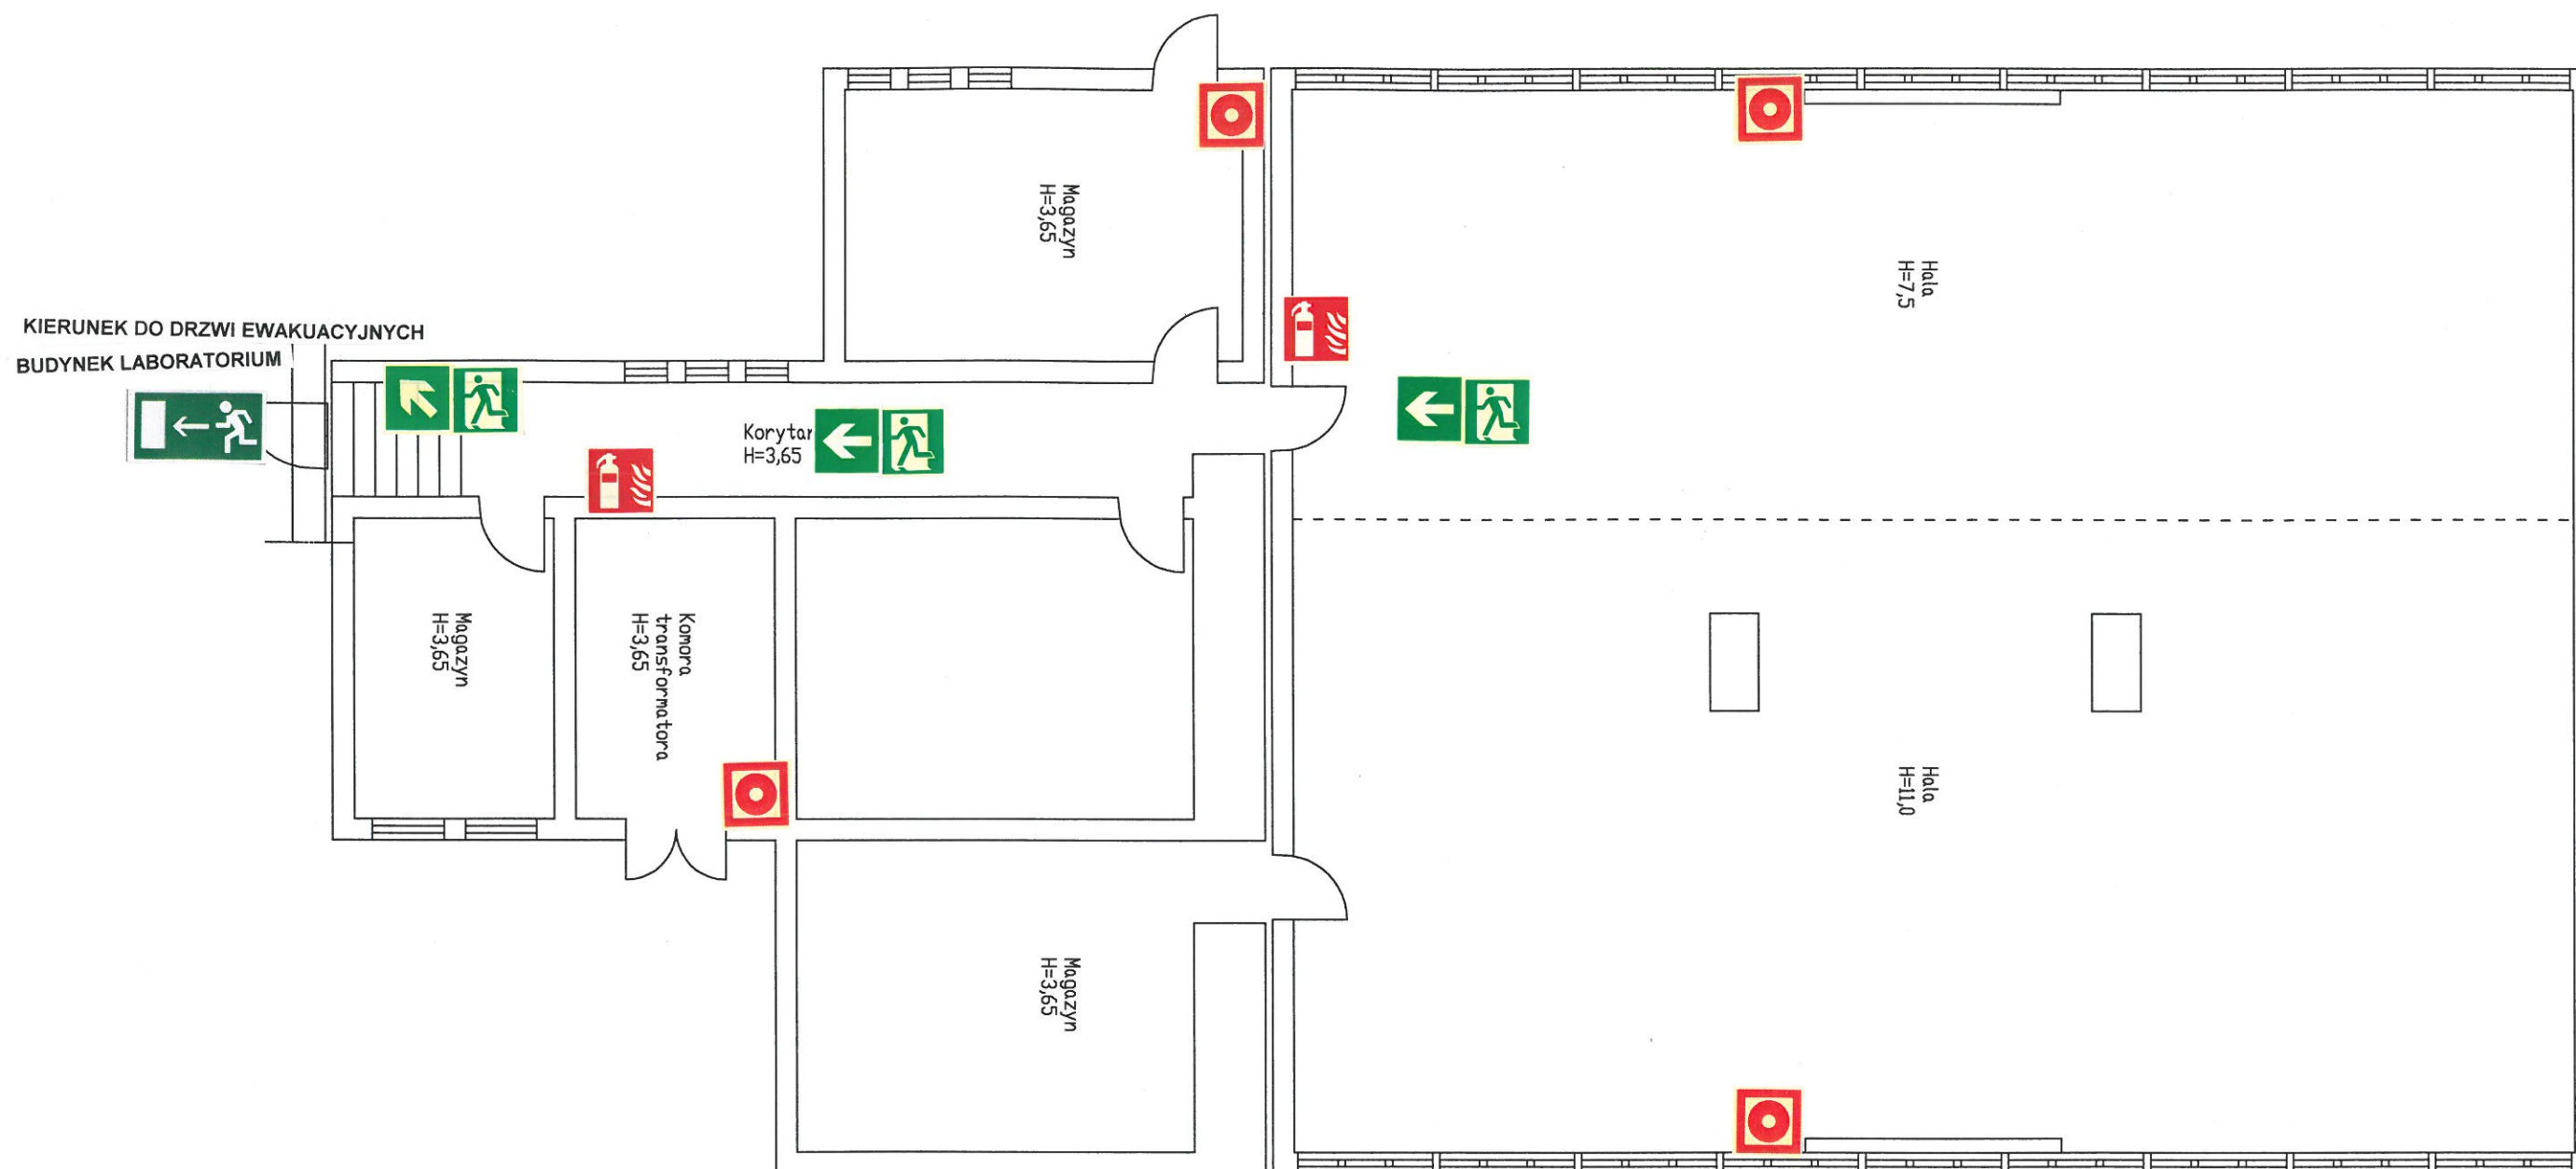 KIERUNEK DO DRZWI EWAKUACYJNYCH
BUDYNEK LABORATORIUM
Magazyn
H=3,65
Hala
H=7,5
Korytar
H=3,65
Magazyn
H=3,65
Komora
transformatora
H=3,65
Hala
H=11,0
Magazyn
H=3,65